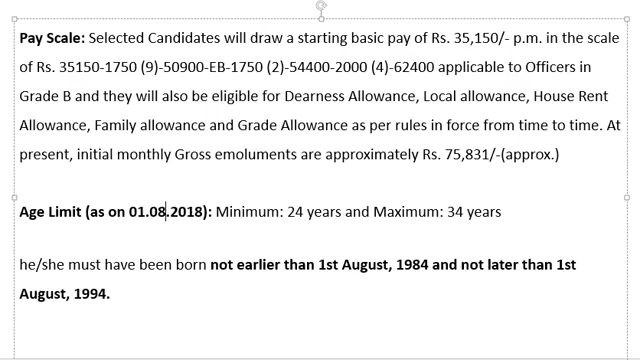 Pay Scale: Selected Candidates will draw a starting basic pay of Rs. 35,150/- p.m. in the scale
of Rs. 35150-1750 (9)-50900-EB-1750 (2)-54400-2000 (4)-62400 applicable to Officers in
Grade B and they will also be eligible for Dearness Allowance, Local allowance, House Rent
Allowance, Family allowance and Grade Allowance as per rules in force from time to time. At
present, initial monthly Gross emoluments are approximately Rs. 75,831/-(approx.)
Age Limit (as on 01.08.2018): Minimum: 24 years and Maximum: 34 years
he/she must have been born not earlier than 1st August, 1984 and not later than 1st
August, 1994.